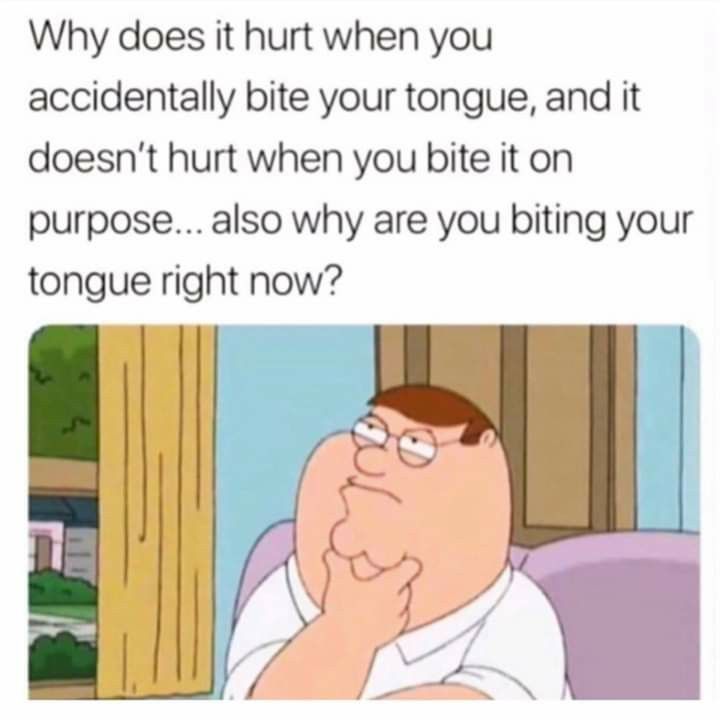 Why does it hurt when you
accidentally bite your tongue, and it
doesn't hurt when you bite it on
purpose... also why are you biting your
tongue right now?